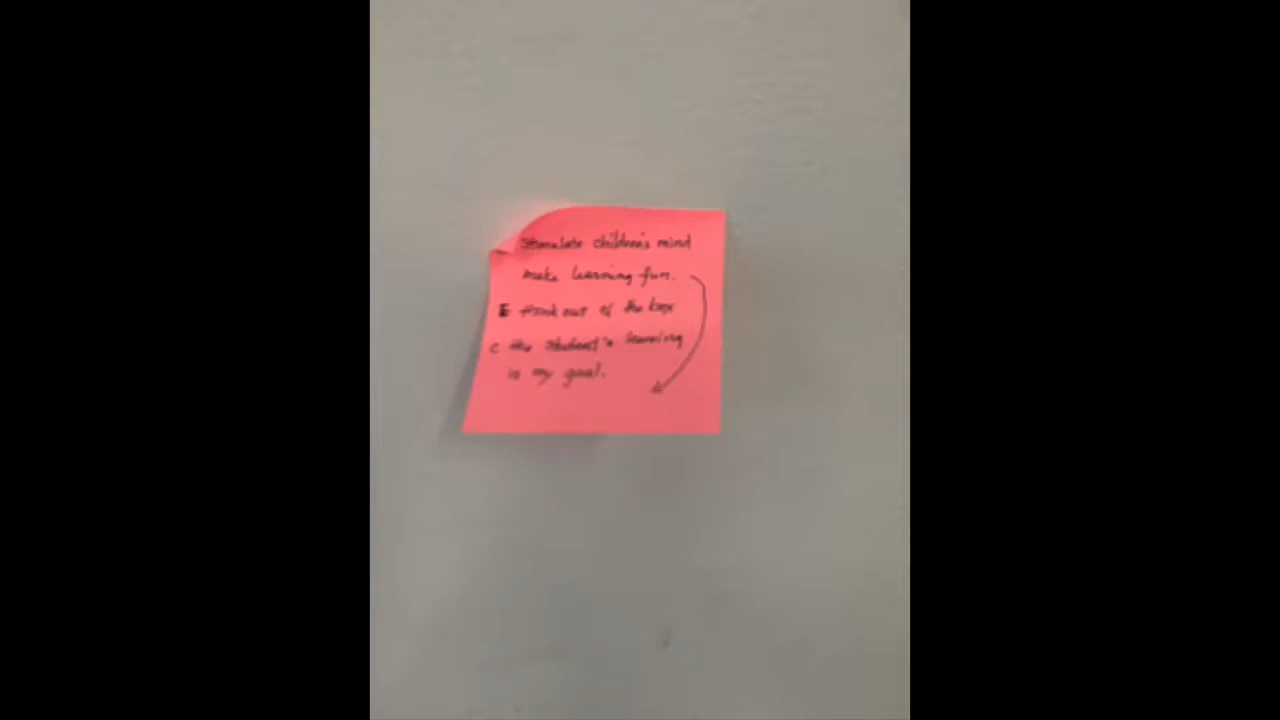 Stimulate children's mind
make learning fun.
E think out of the box
C the student's learning
is my goal.